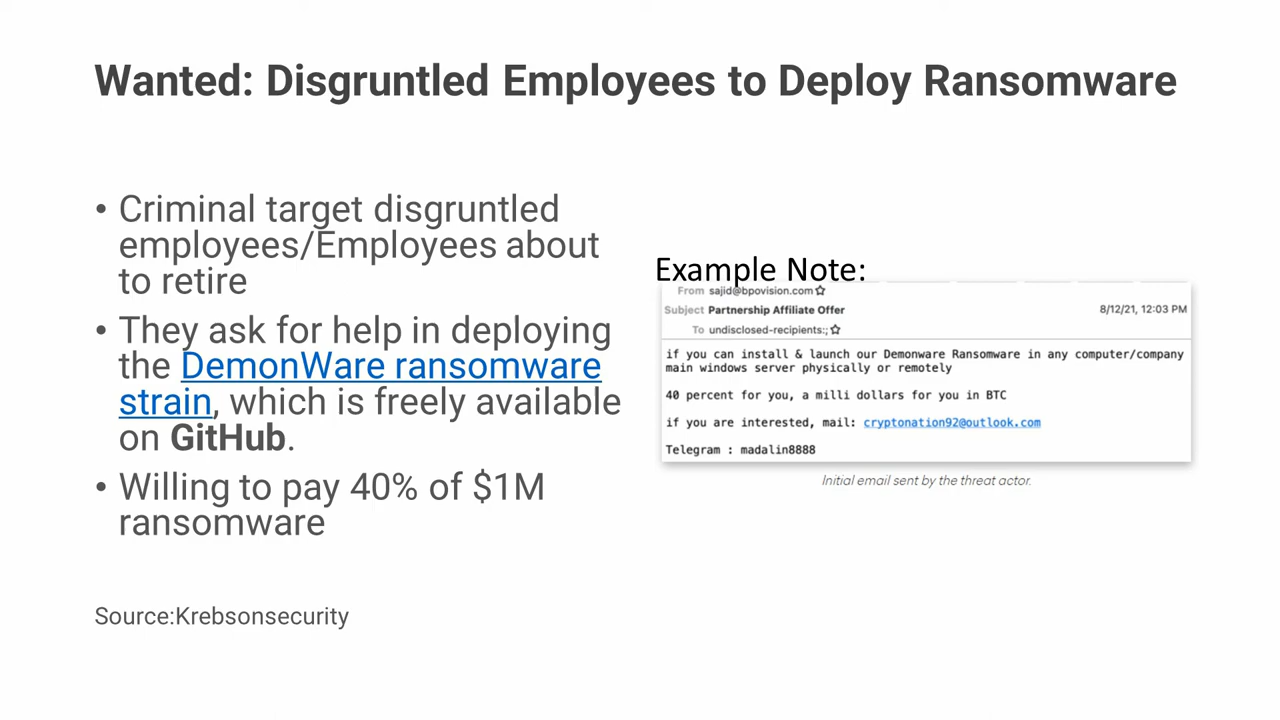 Wanted: Disgruntled Employees to Deploy Ransomware
• Criminal target disgruntled
employees/Employees about
to retire
• They ask for help in deploying
the DemonWare ransomware
strain, which is freely available
on GitHub.
• Willing to pay 40% of $1M
ransomware
Source:Krebsonsecurity
Example Note:
From sajid@bpovision.com
Subject Partnership Affiliate Offer 8/12/21, 12:03 PM
To undisclosed-recipients:;
if you can install & launch our Demonware Ransomware in any computer/company
main windows server physically or remotely
40 percent for you, a milli dollars for you in BTC
if you are interested, mail: cryptonation92@outlook.com
Telegram : madalin8888
Initial email sent by the threat actor.